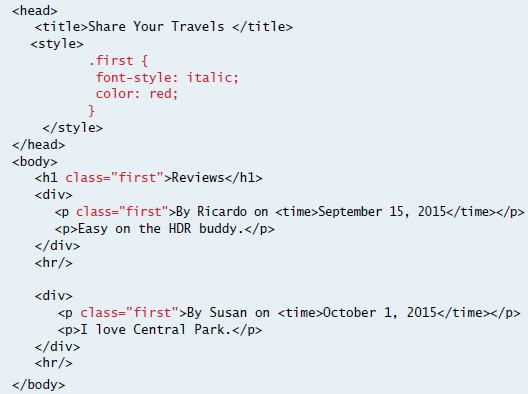 <head>
<title>Share Your Travels </title>
<style>
.first {
font-style: italic;
color: red;
}
</style>
</head>
<body>
<h1 class="first">Reviews</h1>
<div>
<p class="first">By Ricardo on <time>September 15, 2015</time></p>
<p>Easy on the HDR buddy.</p>
</div>
<hr/>
<div>
<p class="first">By Susan on <time>October 1, 2015</time></p>
<p>I love Central Park.</p>
</div>
<hr/>
</body>